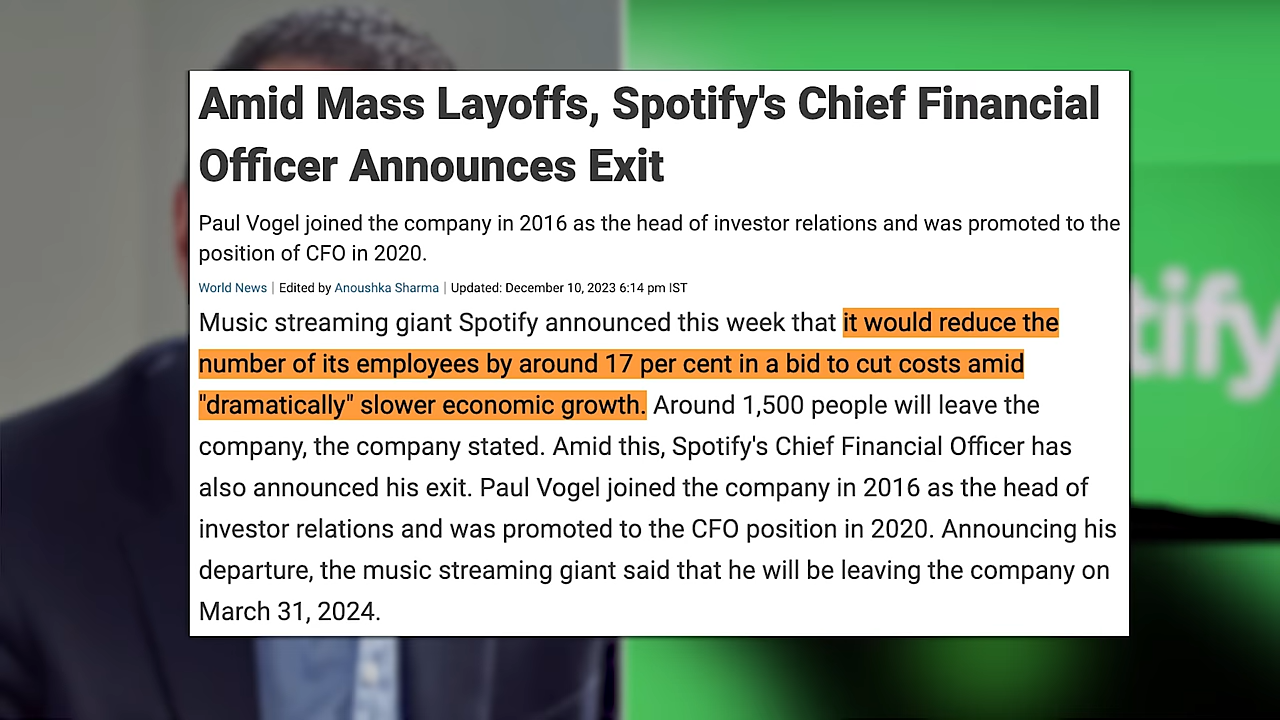 Amid Mass Layoffs, Spotify's Chief Financial
Officer Announces Exit
Paul Vogel joined the company in 2016 as the head of investor relations and was promoted to the
position of CFO in 2020.
World News | Edited by Anoushka Sharma | Updated: December 10, 2023 6:14 pm IST
Music streaming giant Spotify announced this week that it would reduce the
number of its employees by around 17 per cent in a bid to cut costs amid
"dramatically" slower economic growth. Around 1,500 people will leave the
company, the company stated. Amid this, Spotify's Chief Financial Officer has
also announced his exit. Paul Vogel joined the company in 2016 as the head of
investor relations and was promoted to the CFO position in 2020. Announcing his
departure, the music streaming giant said that he will be leaving the company on
March 31, 2024.
tify